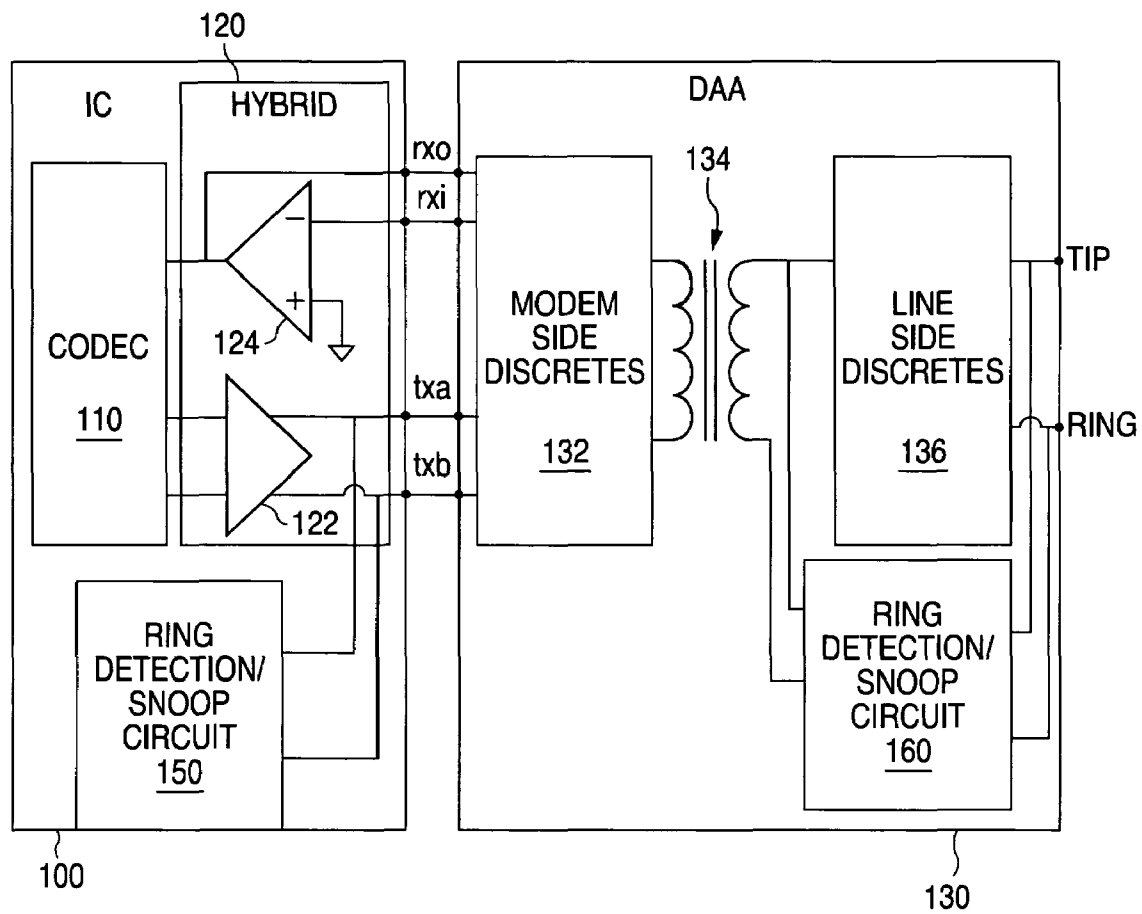 120
IC
HYBRID
DAA
rxo
rxi
134
−
+
124
CODEC
110
MODEM
SIDE
DISCRETES
132
LINE
SIDE
DISCRETES
136
TIP
RING
txa
txb
122
RING
DETECTION/
SNOOP
CIRCUIT
150
RING
DETECTION/
SNOOP
CIRCUIT
160
100
130